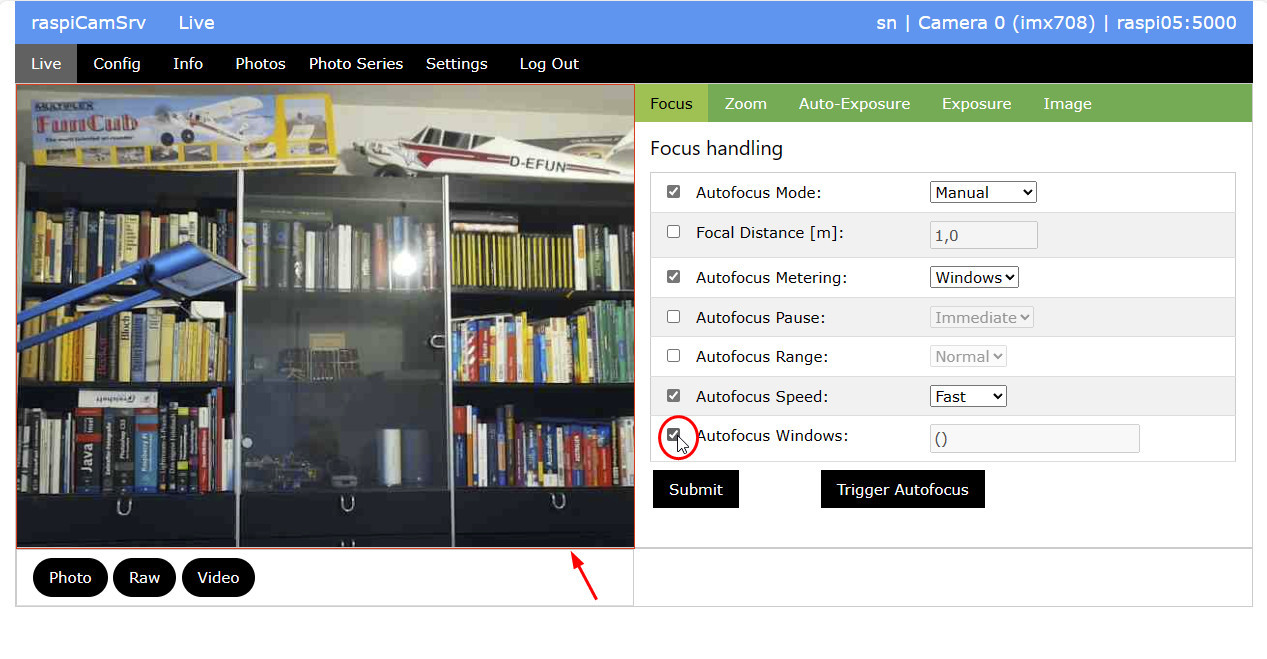 raspiCamSrv Live sn | Camera 0 (imx708) | raspi05:5000
Live Config Info Photos Photo Series Settings Log Out
Focus Zoom Auto-Exposure Exposure Image
MULTIPLEX
FunCub
D-EFUN
Java
Focus handling
Autofocus Mode: Manual
Focal Distance [m]: 1,0
Autofocus Metering: Windows
Autofocus Pause: Immediate
Autofocus Range: Normal
Autofocus Speed: Fast
Autofocus Windows: ()
Submit Trigger Autofocus
Photo Raw Video